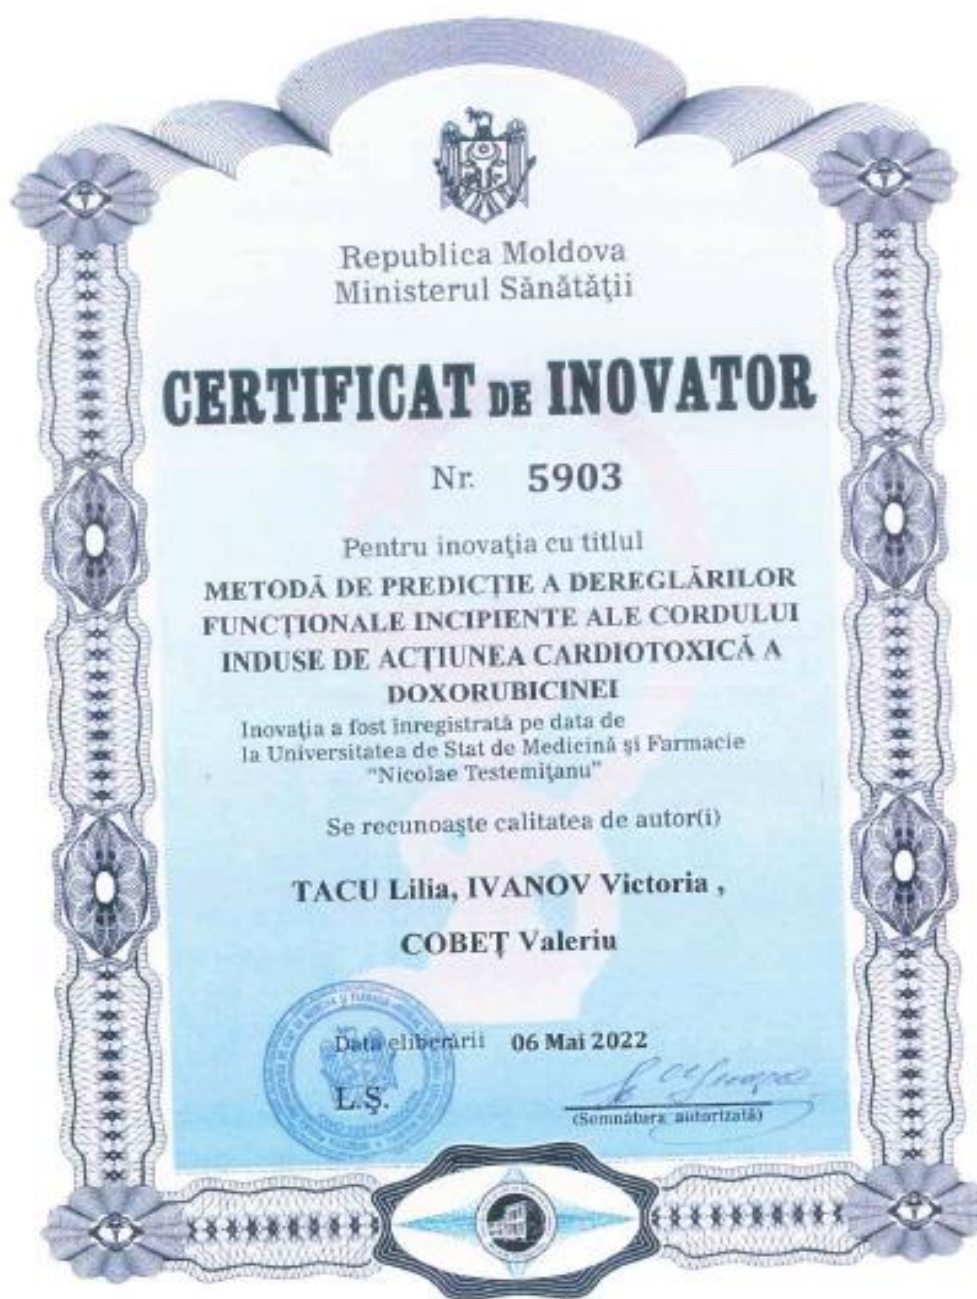 Republica Moldova
Ministerul Sănătăţii
CERTIFICAT DE INOVATOR
Nr. 5903
Pentru inovaţia cu titlul
METODĂ DE PREDICŢIE A DEREGLĂRILOR
FUNCŢIONALE INCIPIENTE ALE CORDULUI
INDUSE DE ACŢIUNEA CARDIOTOXICĂ A
DOXORUBICINEI
Inovaţia a fost înregistrată pe data de
la Universitatea de Stat de Medicină şi Farmacie
"Nicolae Testemiţanu"
Se recunoaşte calitatea de autor(i)
TACU Lilia, IVANOV Victoria ,
COBEŢ Valeriu
Data eliberării 06 Mai 2022
L.Ş.
(Semnătura autorizată)